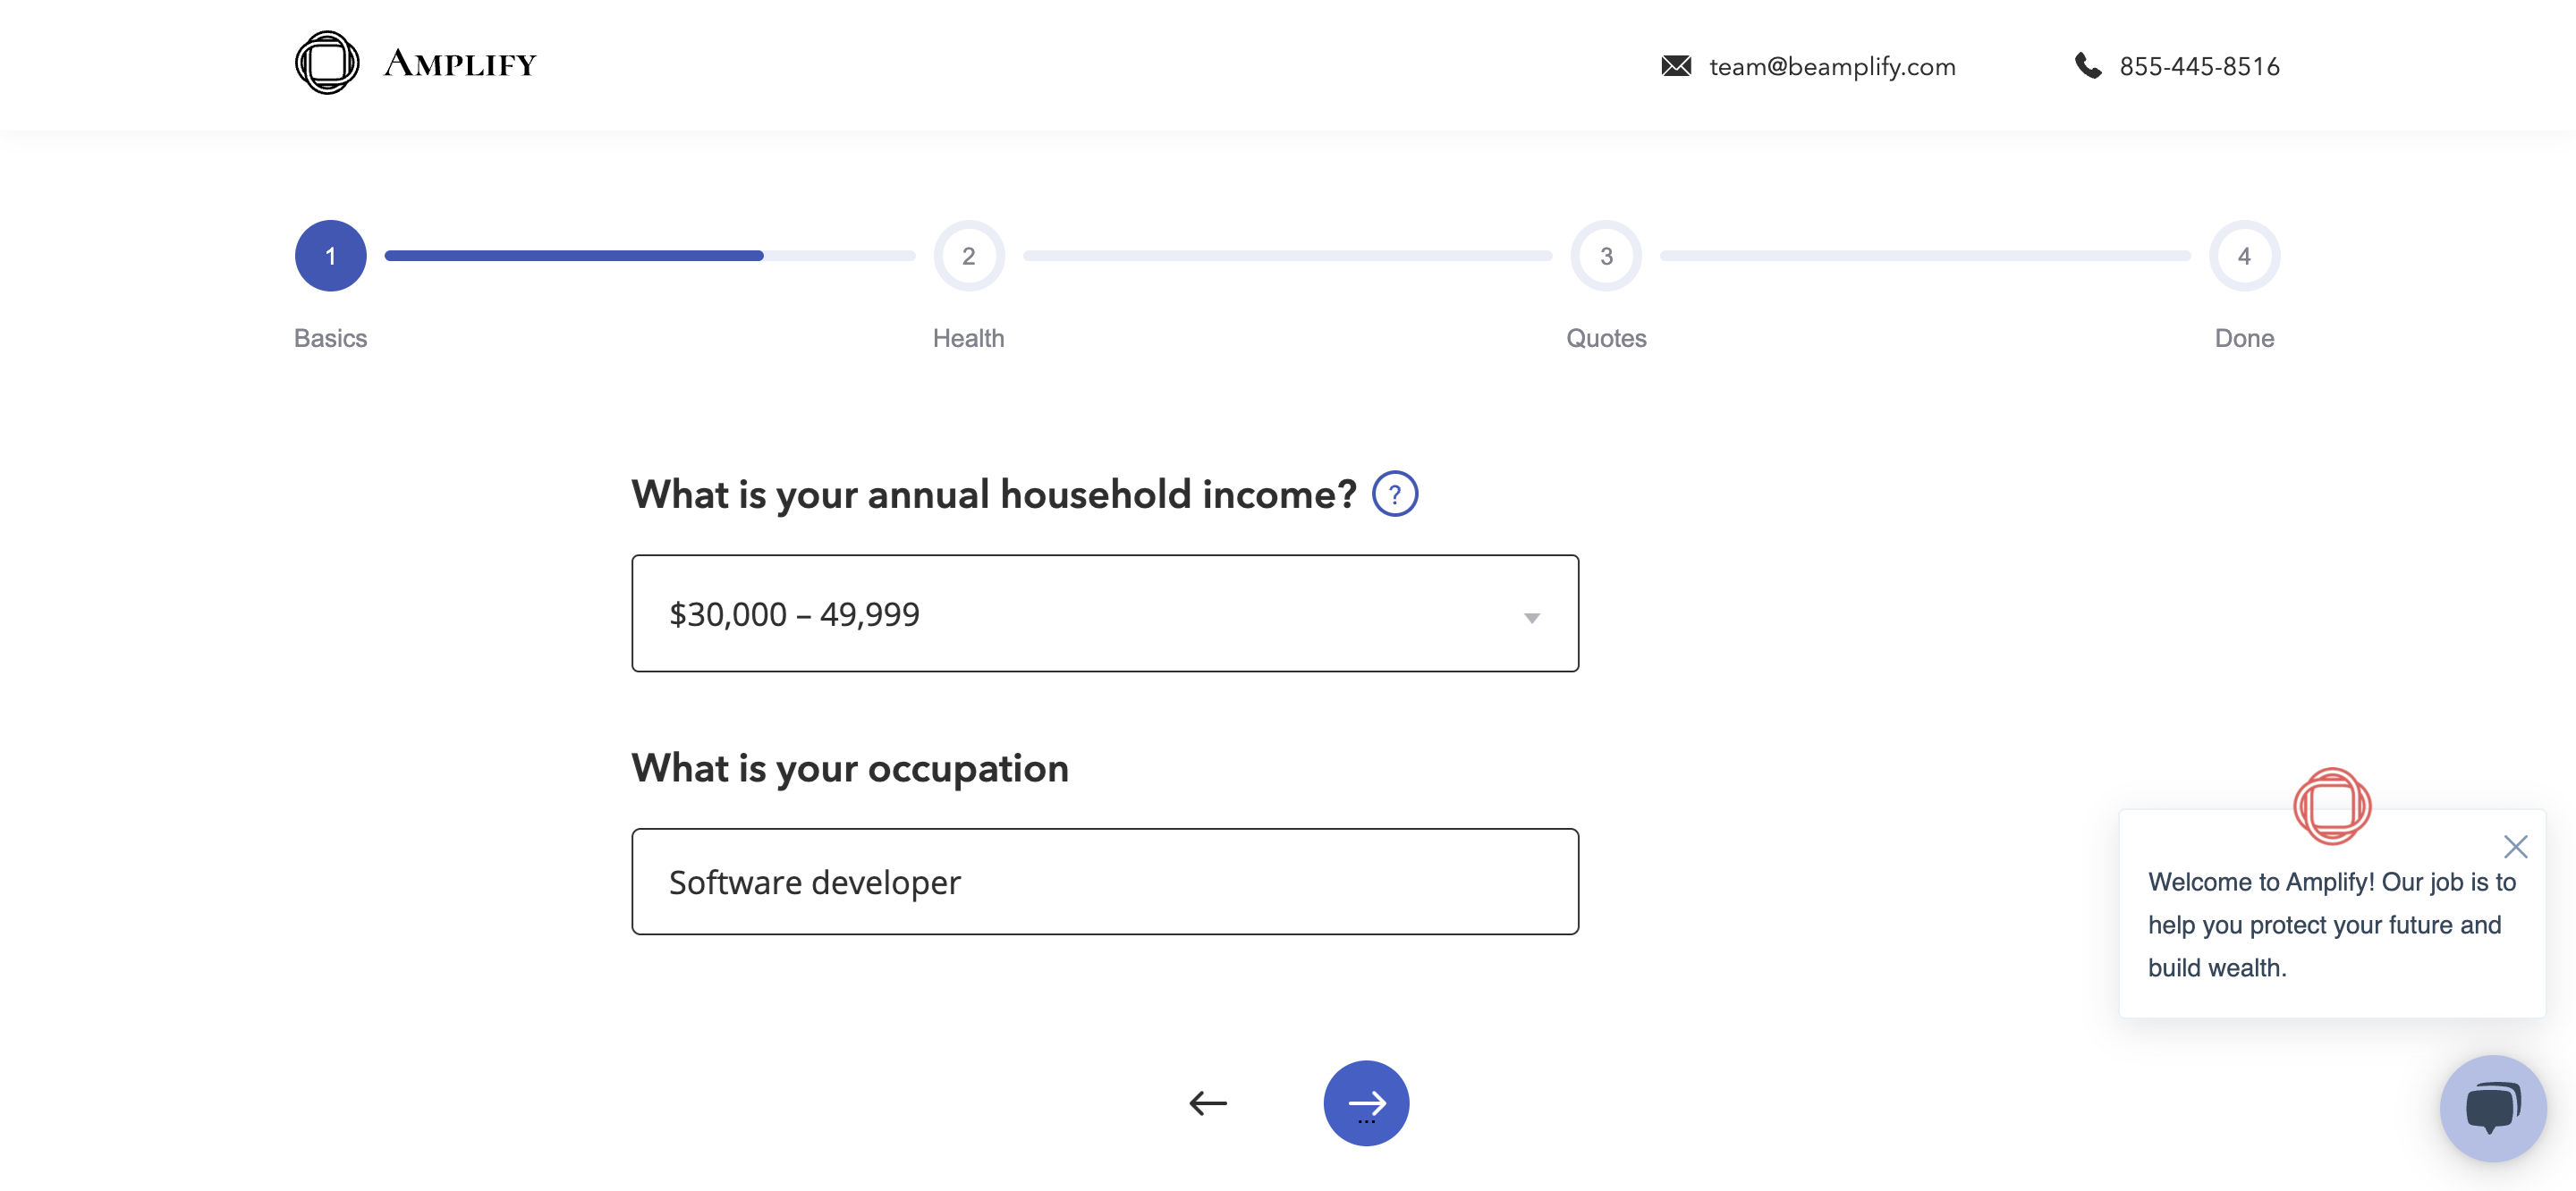 AMPLIFY
team@beamplify.com
855-445-8516
1
2
3
4
Basics
Health
Quotes
Done
What is your annual household income? ?
$30,000 – 49,999
What is your occupation
Software developer
Welcome to Amplify! Our job is to
help you protect your future and
build wealth.
...